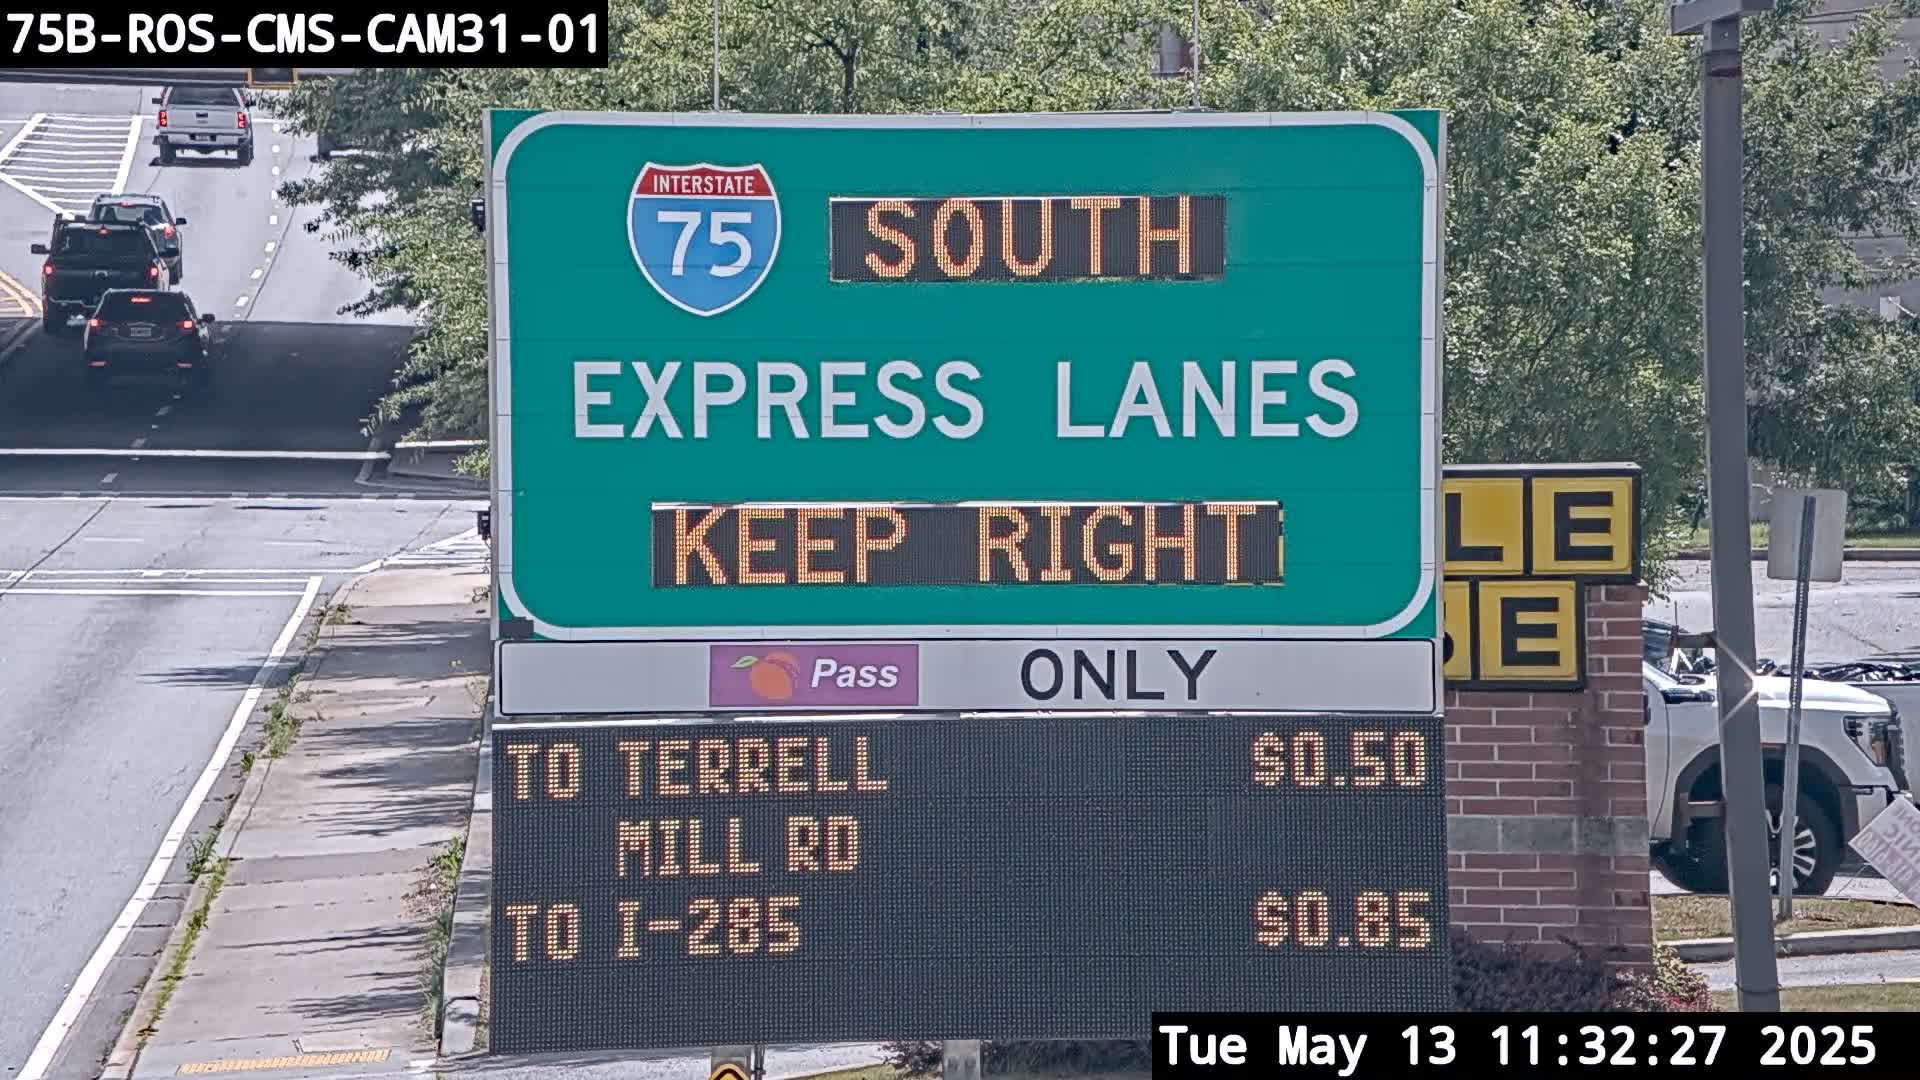 75B-ROS-CMS-CAM31-01
INTERSTATE
75
SOUTH
EXPRESS LANES
KEEP RIGHT
Pass ONLY
LE
E
TO TERRELL $0.50
MILL RD
TO I-285 $0.85
Tue May 13 11:32:27 2025